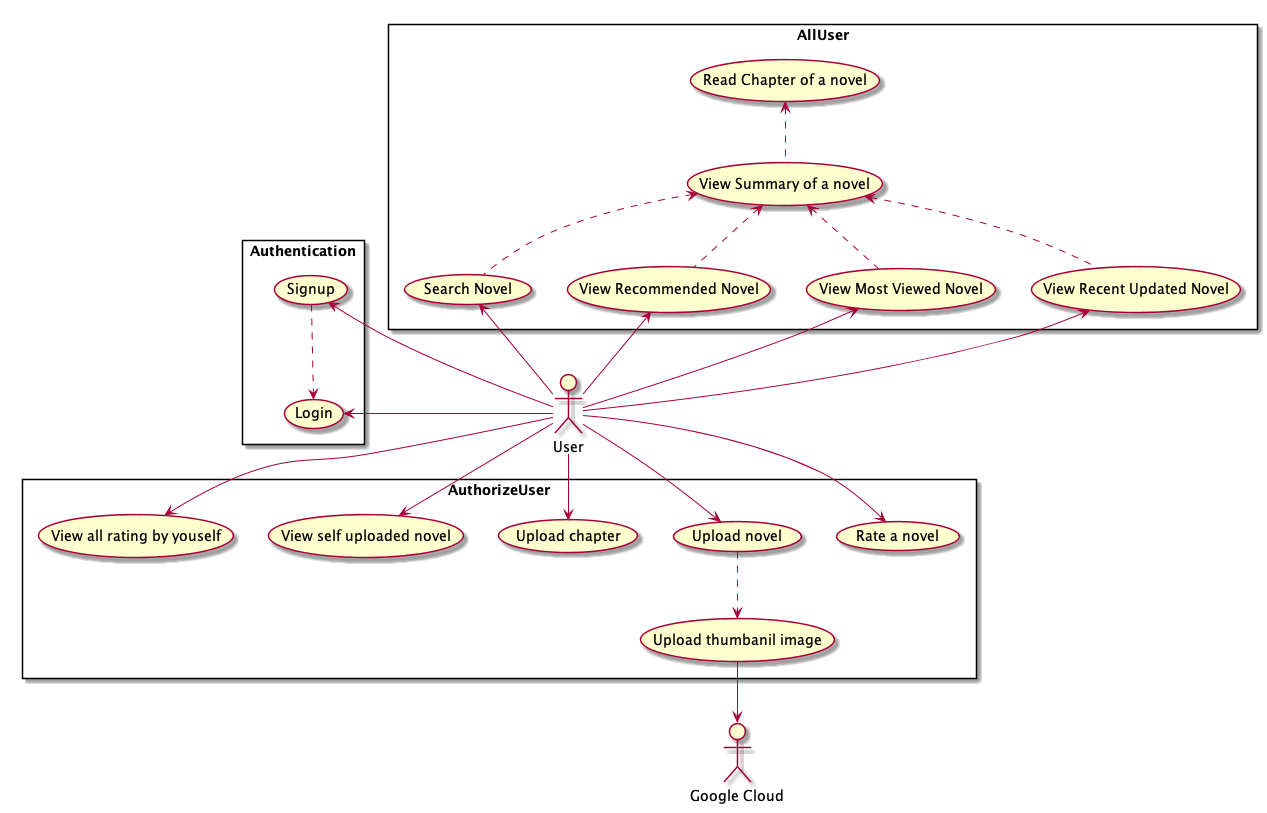 AllUser
Read Chapter of a novel
View Summary of a novel
Authentication
Signup
Search Novel
View Recommended Novel
View Most Viewed Novel
View Recent Updated Novel
Login
User
AuthorizeUser
View all rating by youself
View self uploaded novel
Upload chapter
Upload novel
Rate a novel
Upload thumbanil image
Google Cloud